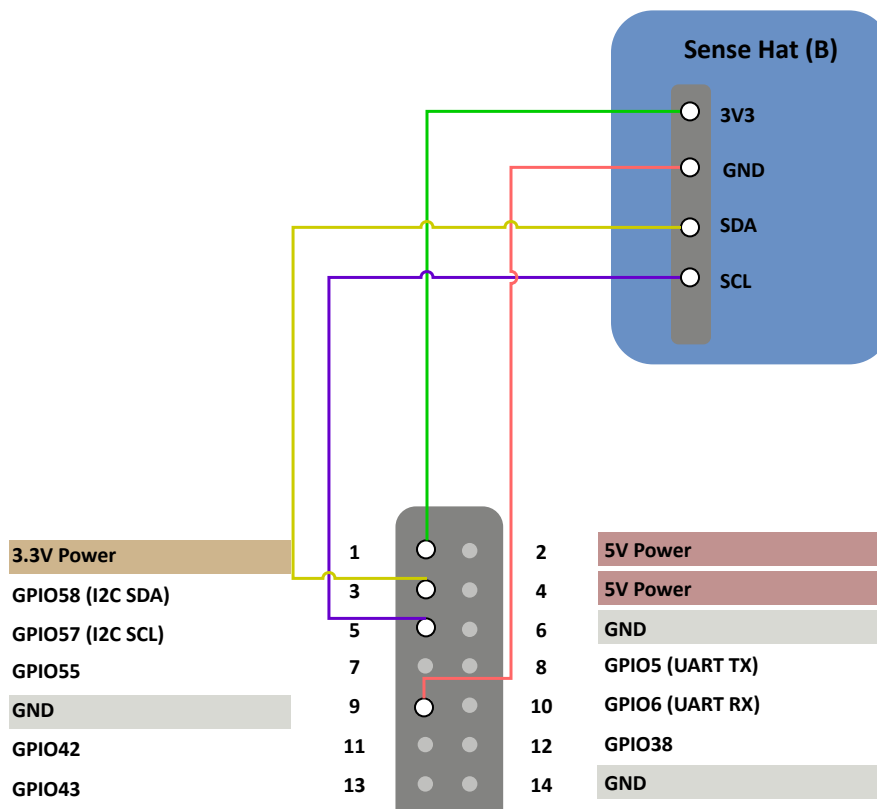 Sense Hat (B)
3V3
GND
SDA
SCL
3.3V Power 1 2 5V Power
GPIO58 (I2C SDA) 3 4 5V Power
GPIO57 (I2C SCL) 5 6 GND
GPIO55 7 8 GPIO5 (UART TX)
GND 9 10 GPIO6 (UART RX)
GPIO42 11 12 GPIO38
GPIO43 13 14 GND